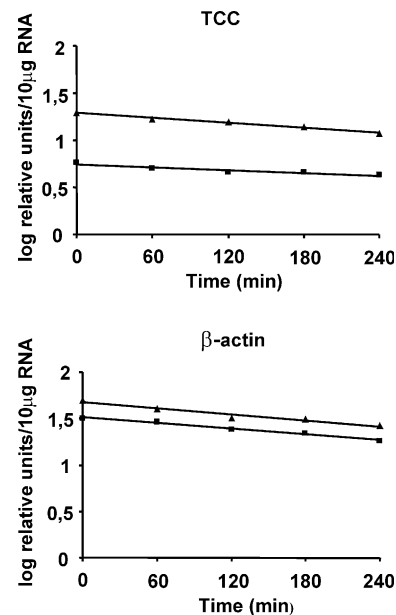 TCC
log relative units/10μg RNA
2
1,5
1
0,5
0
0 60 120 180 240
Time (min)
β-actin
log relative units/10μg RNA
2
1,5
1
0,5
0
0 60 120 180 240
Time (min)